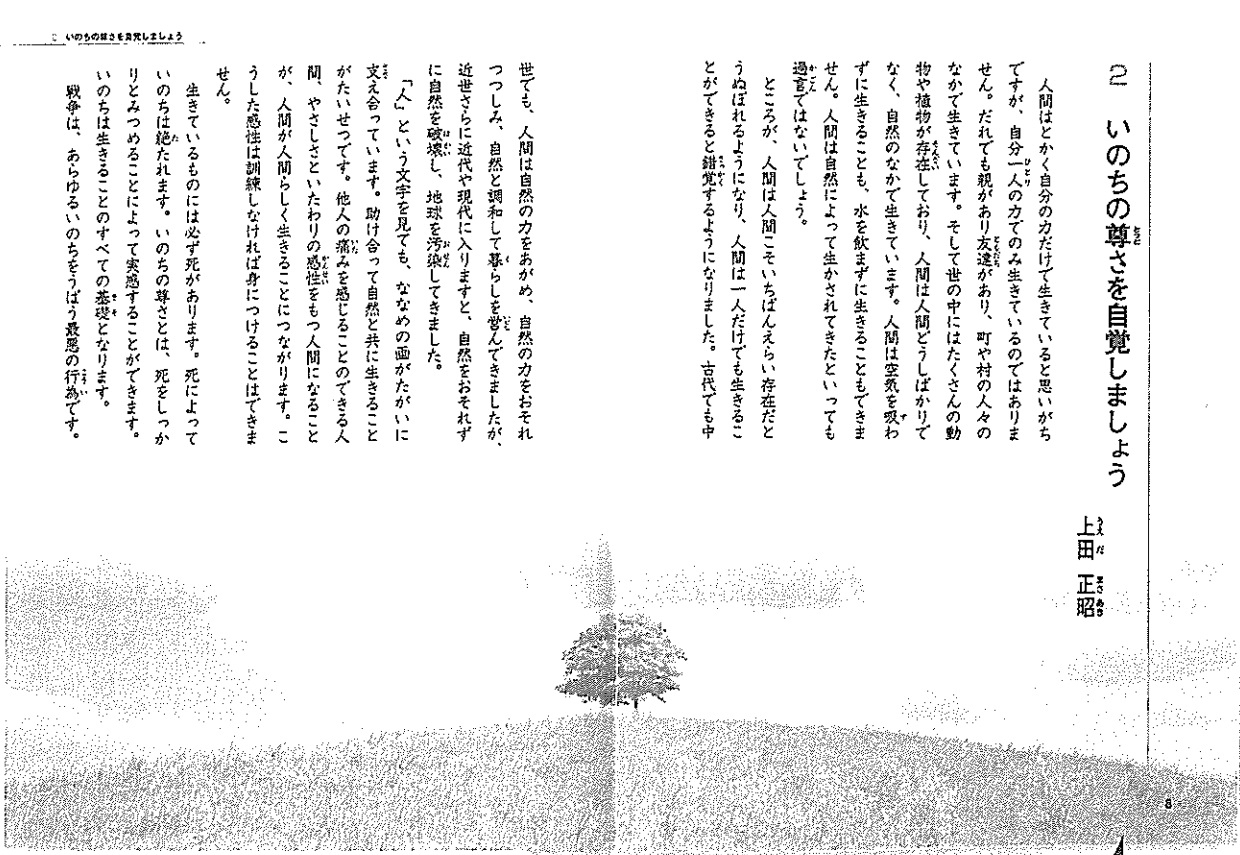 2 いのちの尊さを自覚しましょう
2 いのちの尊さを自覚しましょう
上田 正昭
人間はとかく自分の力だけで生きていると思いがち
ですが、自分一人の力でのみ生きているのではありま
せん。だれでも親があり友達があり、町や村の人々の
なかで生きています。そして世の中にはたくさんの動
物や植物が存在しており、人間は人間どうしばかりで
なく、自然のなかで生きています。人間は空気を吸わ
ずに生きることも、水を飲まずに生きることもできま
せん。人間は自然によって生かされてきたといっても
過言ではないでしょう。
ところが、人間は人間こそいちばんえらい存在だと
うぬぼれるようになり、人間は一人だけでも生きるこ
とができると錯覚するようになりました。古代でも中
世でも、人間は自然の力をあがめ、自然の力をおそれ
つつしみ、自然と調和して暮らしを営んできましたが、
近世さらに近代や現代に入りますと、自然をおそれず
に自然を破壊し、地球を汚染してきました。
「人」という文字を見ても、ななめの画がたがいに
支え合っています。助け合って自然と共に生きること
がたいせつです。他人の痛みを感じることのできる人
間、やさしさといたわりの感性をもつ人間になること
が、人間が人間らしく生きることにつながります。こ
うした感性は訓練しなければ身につけることはできま
せん。
生きているものには必ず死があります。死によって
いのちは絶たれます。いのちの尊さとは、死をしっか
りとみつめることによって実感することができます。
いのちは生きることのすべての基礎となります。
戦争は、あらゆるいのちをうばう最悪の行為です。
8